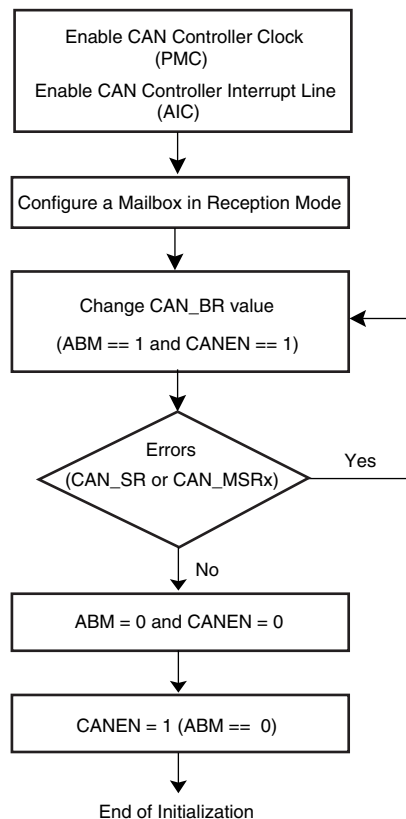 Enable CAN Controller Clock
(PMC)
Enable CAN Controller Interrupt Line
(AIC)
Configure a Mailbox in Reception Mode
Change CAN_BR value
(ABM == 1 and CANEN == 1)
Errors
(CAN_SR or CAN_MSRx)
Yes
No
ABM = 0 and CANEN = 0
CANEN = 1 (ABM == 0)
End of Initialization